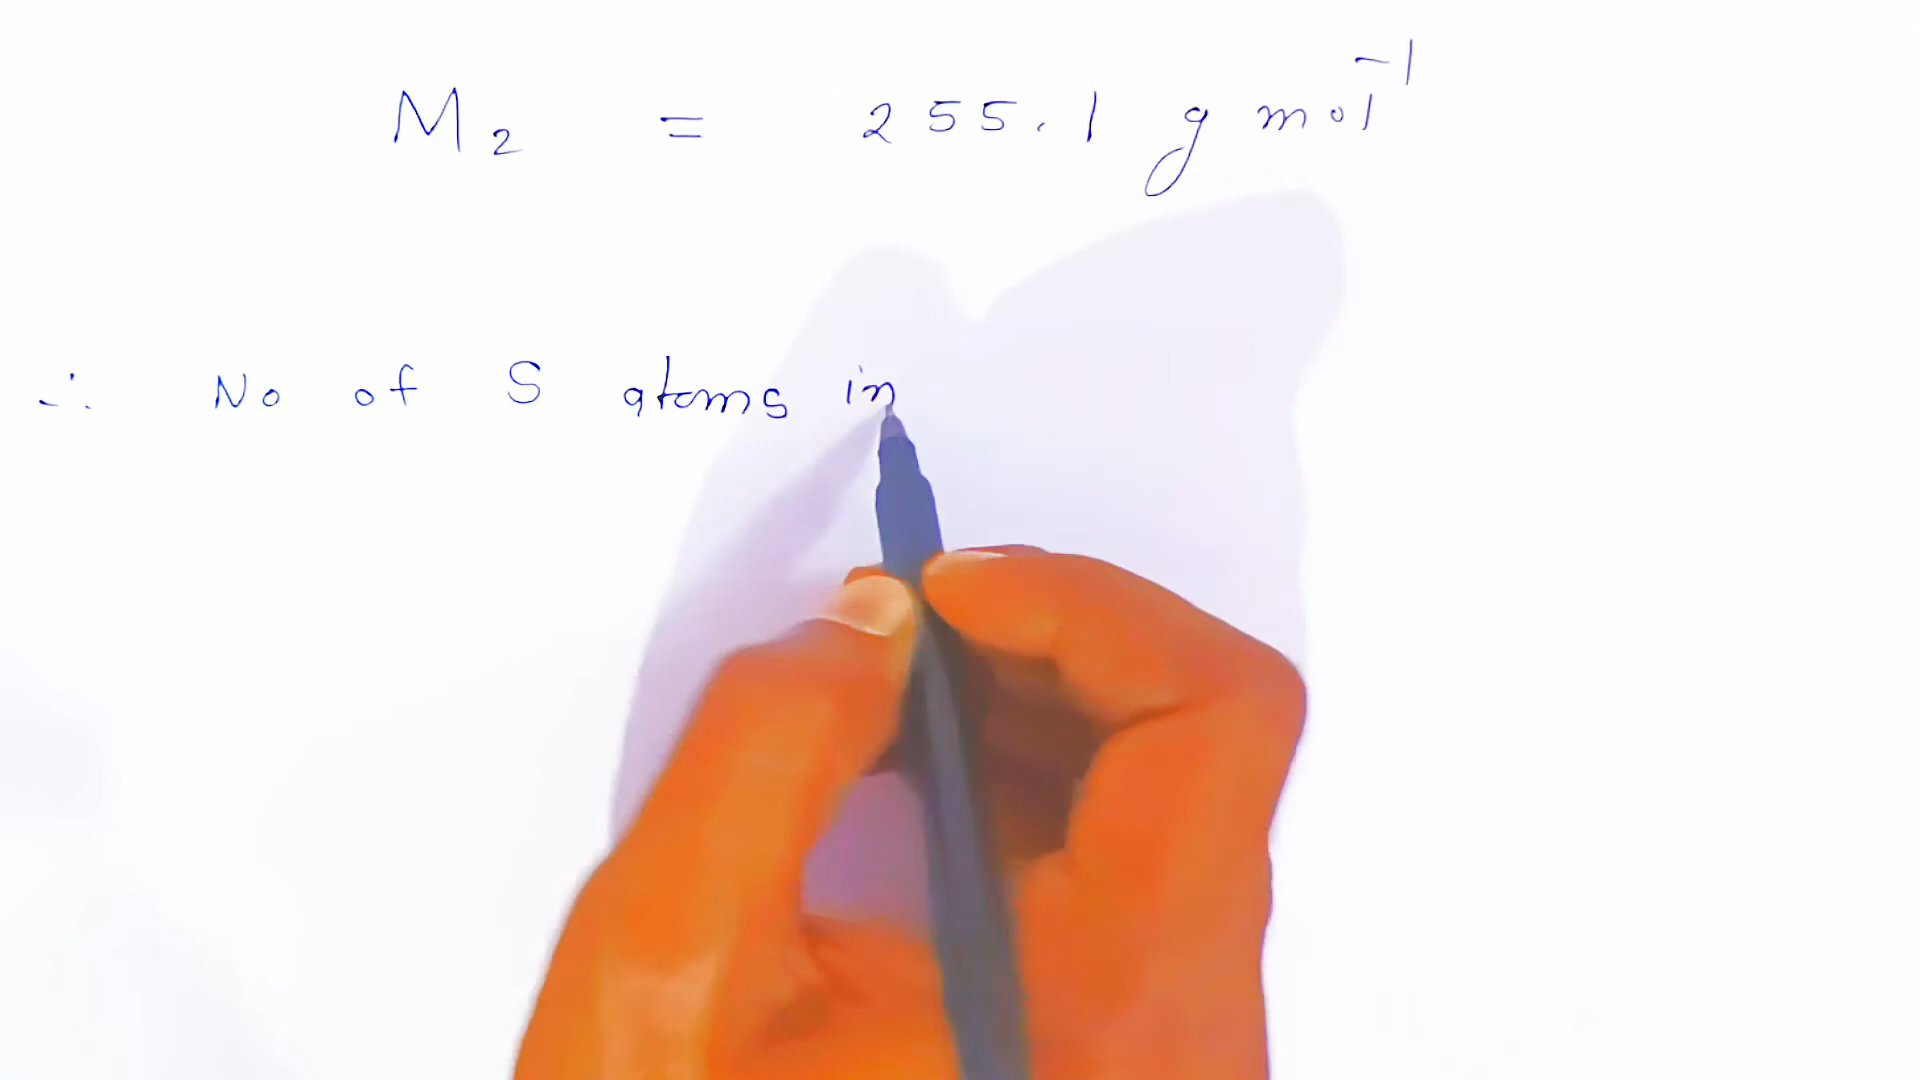 M₂ = 255.1 g mol⁻¹
∴ No of S atoms in